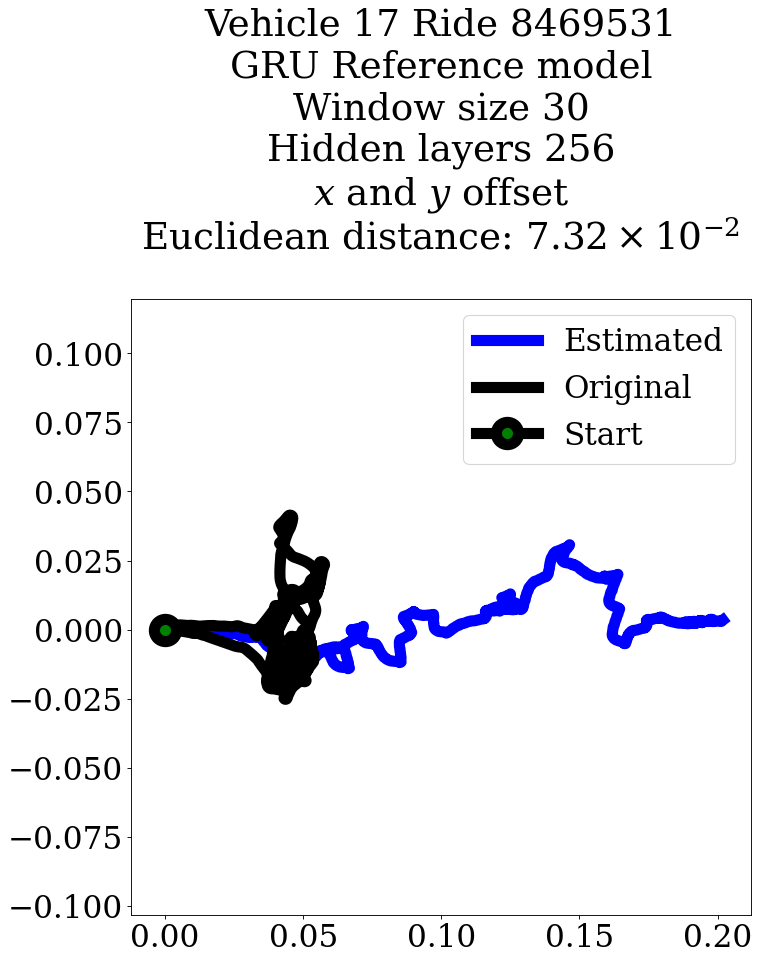 Vehicle 17 Ride 8469531
GRU Reference model
Window size 30
Hidden layers 256
x and y offset
Euclidean distance: 7.32 × 10⁻²
Estimated
Original
Start
0.100
0.075
0.050
0.025
0.000
−0.025
−0.050
−0.075
−0.100
0.00 0.05 0.10 0.15 0.20